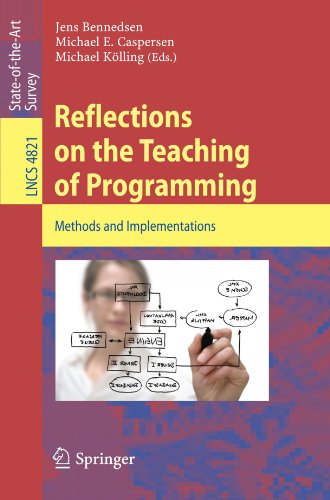 State-of-the-Art
Survey
LNCS 4821
Jens Bennedsen
Michael E. Caspersen
Michael Kölling (Eds.)
Reflections
on the Teaching
of Programming
Methods and Implementations
Springer